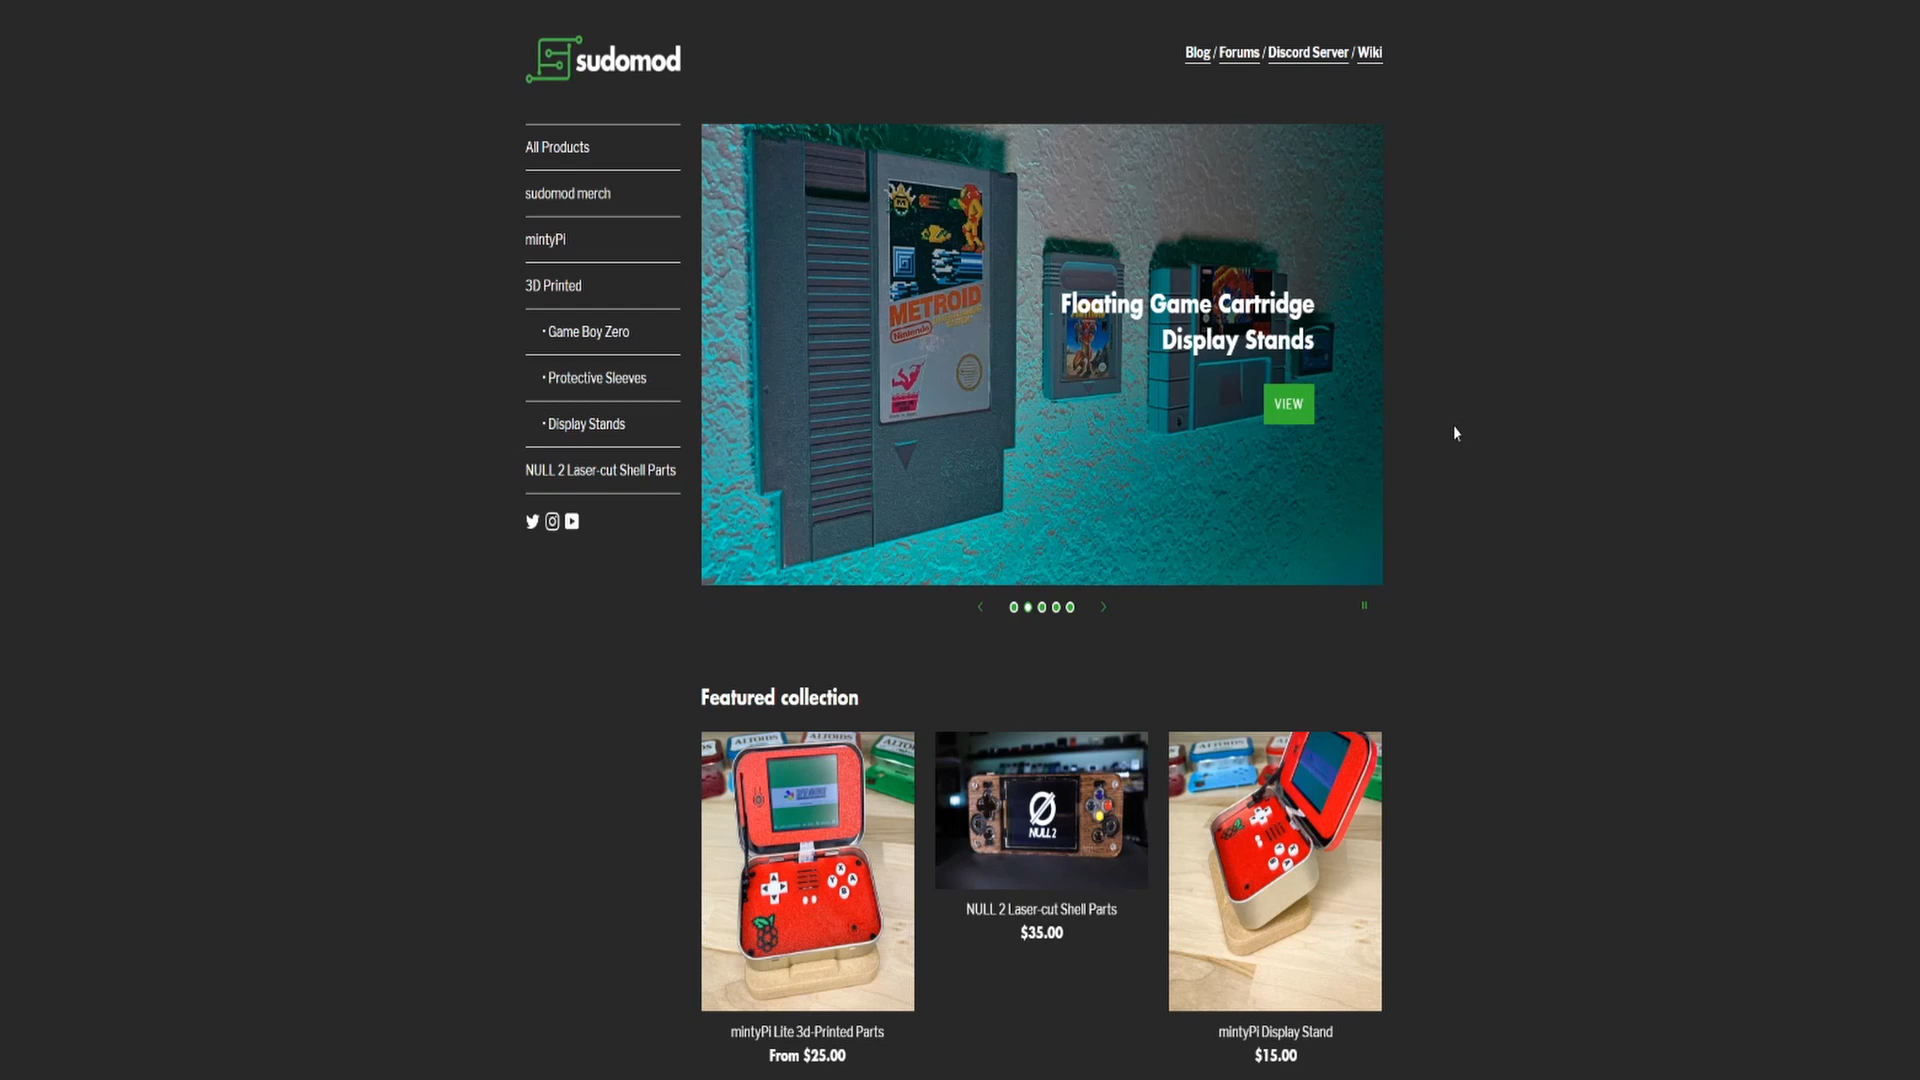 sudomod
Blog / Forums / Discord Server / Wiki
All Products
sudomod merch
mintyPi
3D Printed
• Game Boy Zero
• Protective Sleeves
• Display Stands
NULL 2 Laser-cut Shell Parts
METROID
Nintendo
Floating Game Cartridge
Display Stands
VIEW
Featured collection
ALTOIDS
NULL 2
X
Y A
B
mintyPi Lite 3d-Printed Parts
From $25.00
NULL 2 Laser-cut Shell Parts
$35.00
mintyPi Display Stand
$15.00